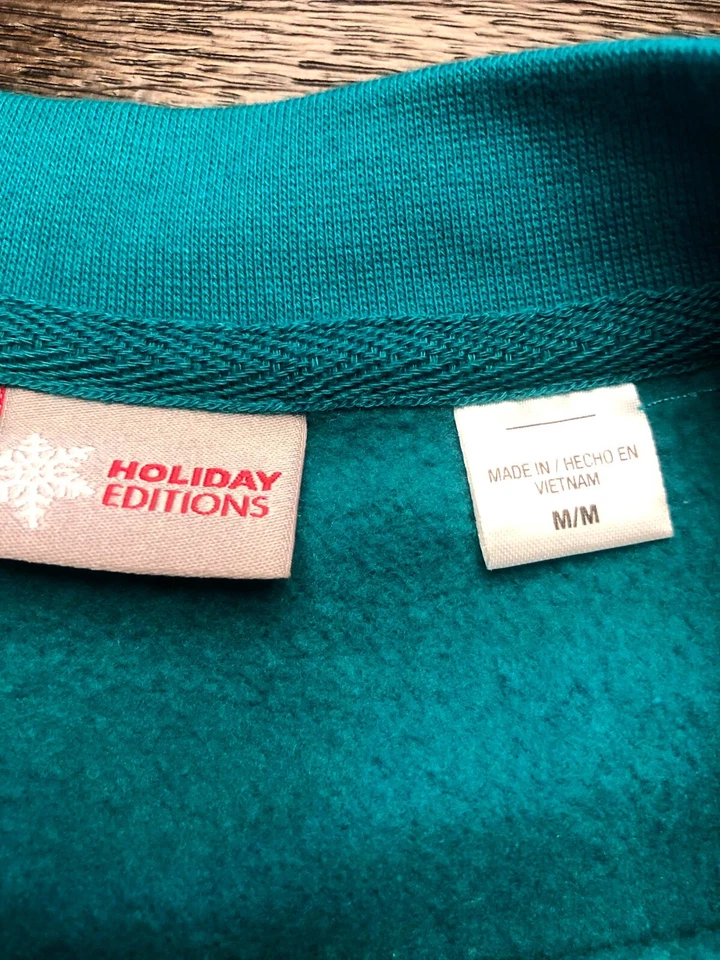 HOLIDAY
EDITIONS
MADE IN / HECHO EN
VIETNAM
M/M